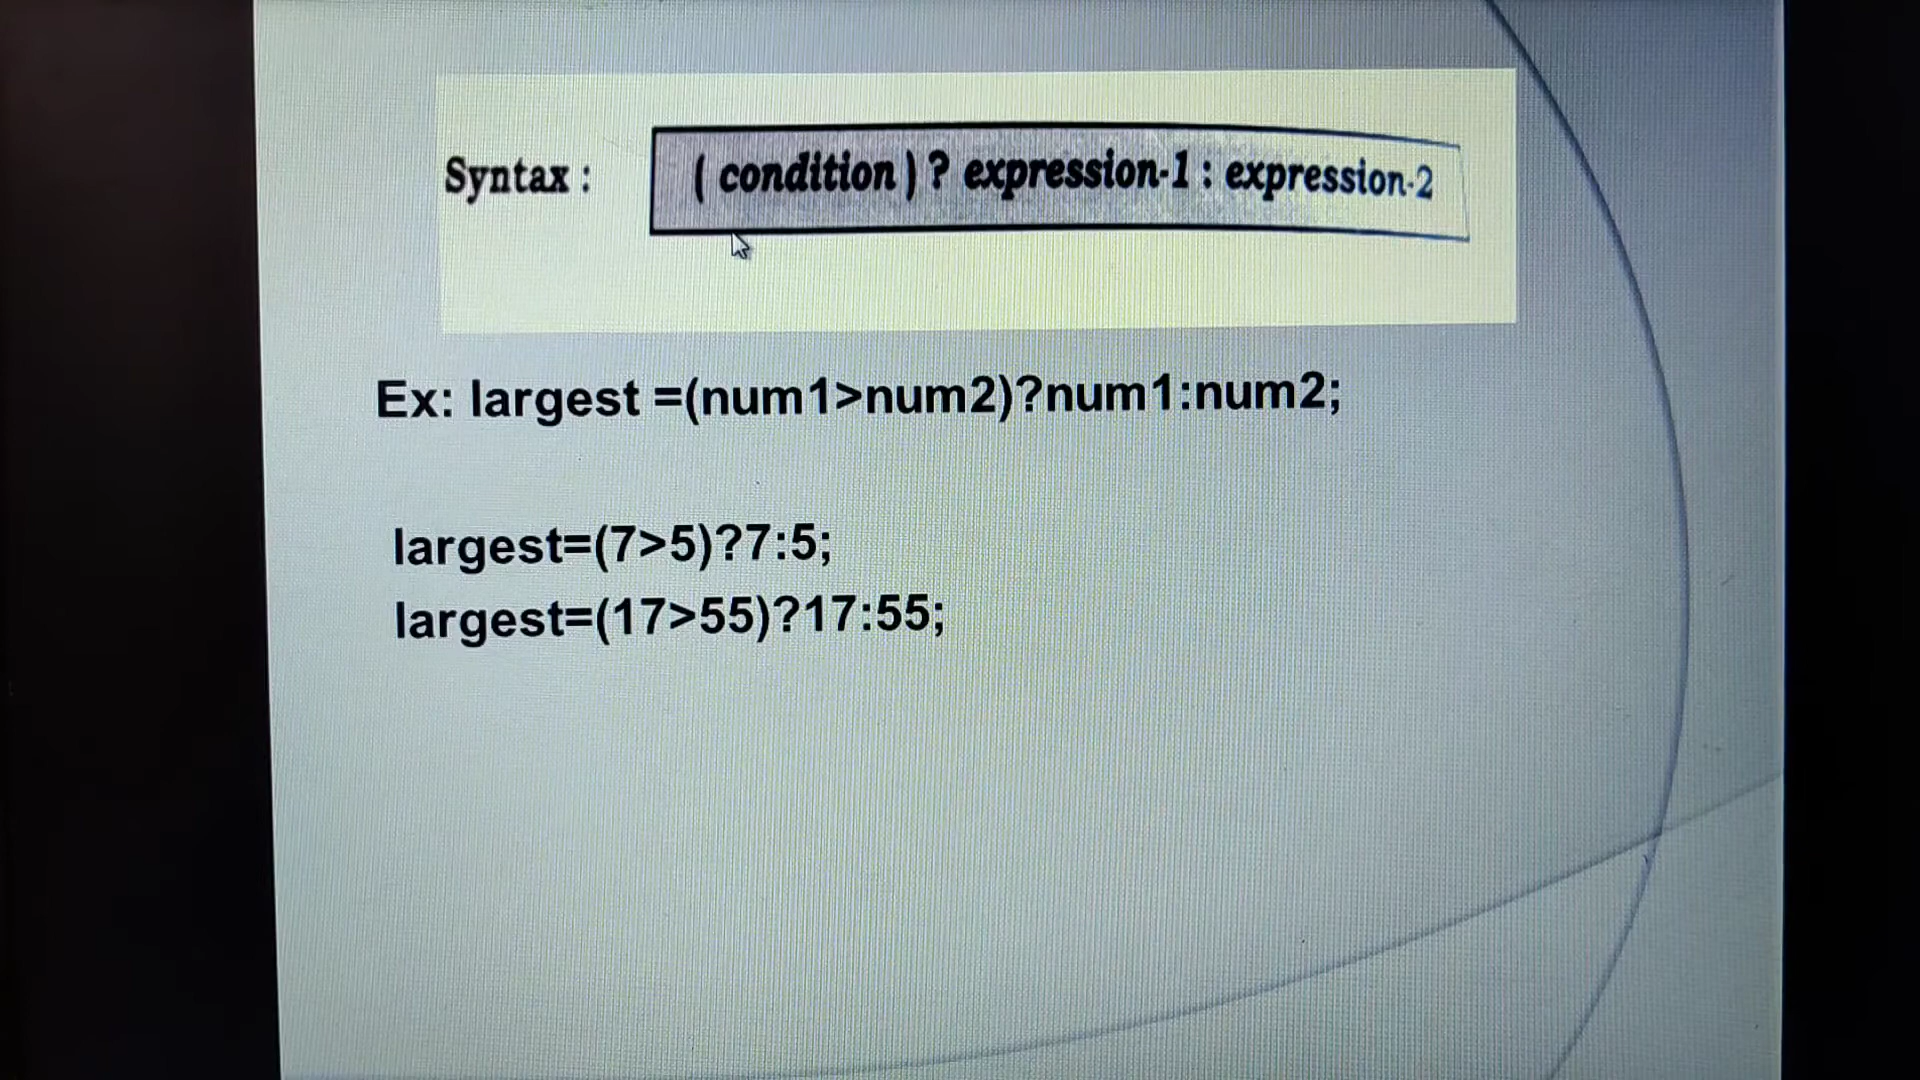 Syntax : ( condition ) ? expression-1 : expression-2
Ex: largest =(num1>num2)?num1:num2;
largest=(7>5)?7:5;
largest=(17>55)?17:55;